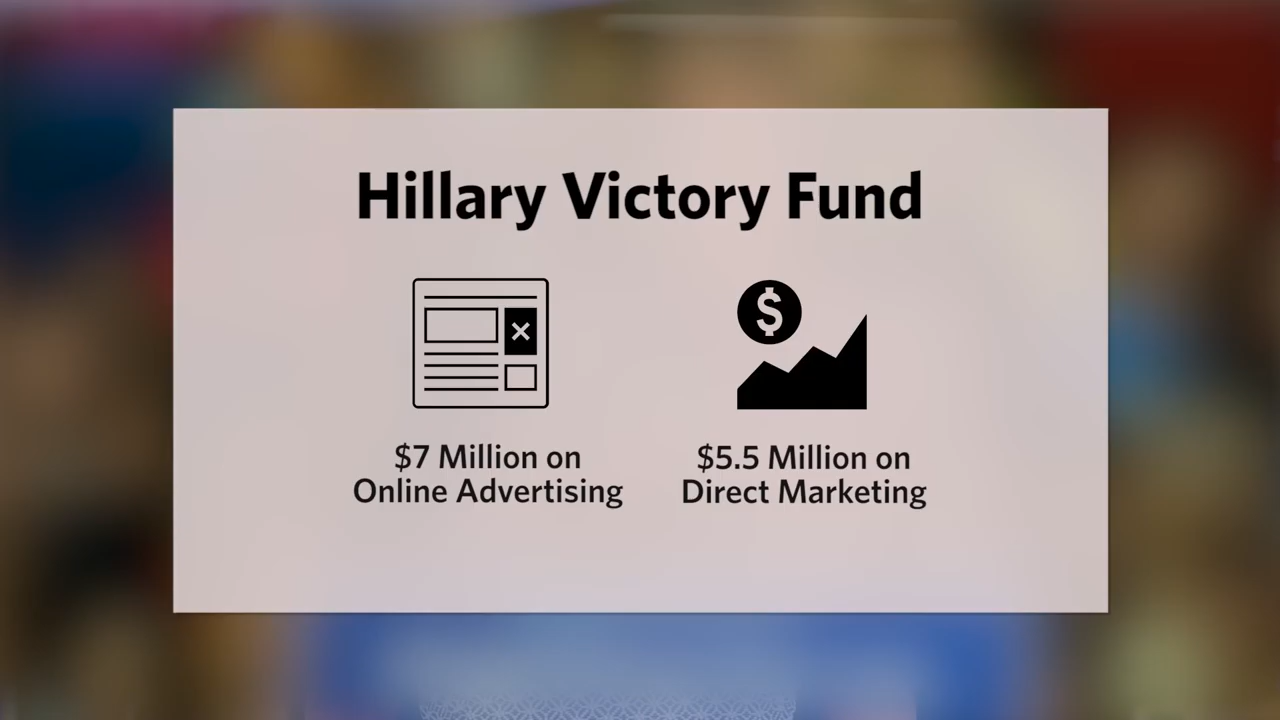 Hillary Victory Fund
$7 Million on
Online Advertising
$5.5 Million on
Direct Marketing